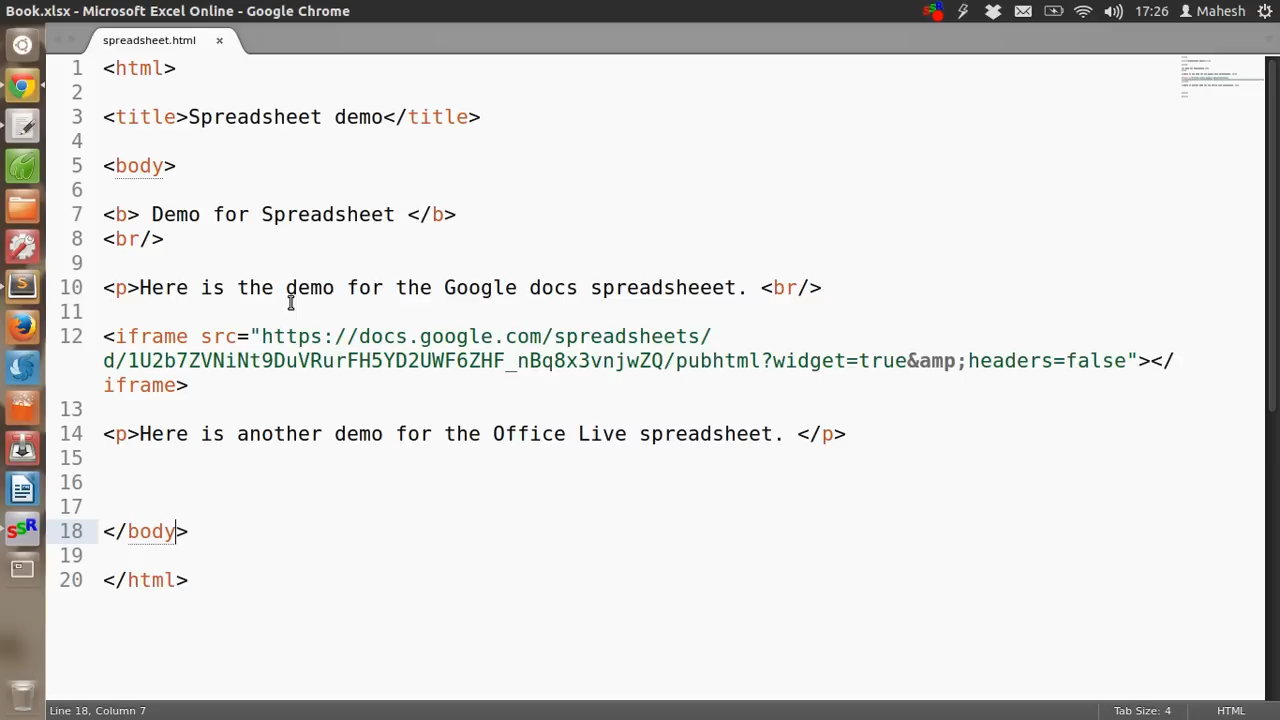 Book.xlsx - Microsoft Excel Online - Google Chrome
17:26 Mahesh
spreadsheet.html ×
1 <html>
2
3 <title>Spreadsheet demo</title>
4
5 <body>
6
7 <b> Demo for Spreadsheet </b>
8 <br/>
9
10 <p>Here is the demo for the Google docs spreadsheeet. <br/>
11
12 <iframe src="https://docs.google.com/spreadsheets/
d/1U2b7ZVNiNt9DuVRurFH5YD2UWF6ZHF_nBq8x3vnjwZQ/pubhtml?widget=true&amp;headers=false"></
iframe>
13
14 <p>Here is another demo for the Office Live spreadsheet. </p>
15
16
17
18 </body>
19
20 </html>
Line 18, Column 7
Tab Size: 4
HTML